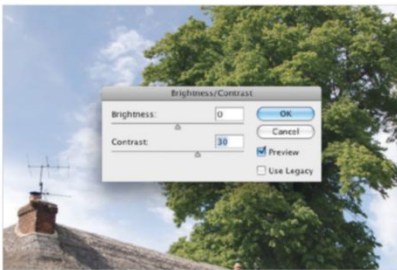 Brightness/Contrast
Brightness: 0
OK
Cancel
Contrast: 30
Preview
Use Legacy